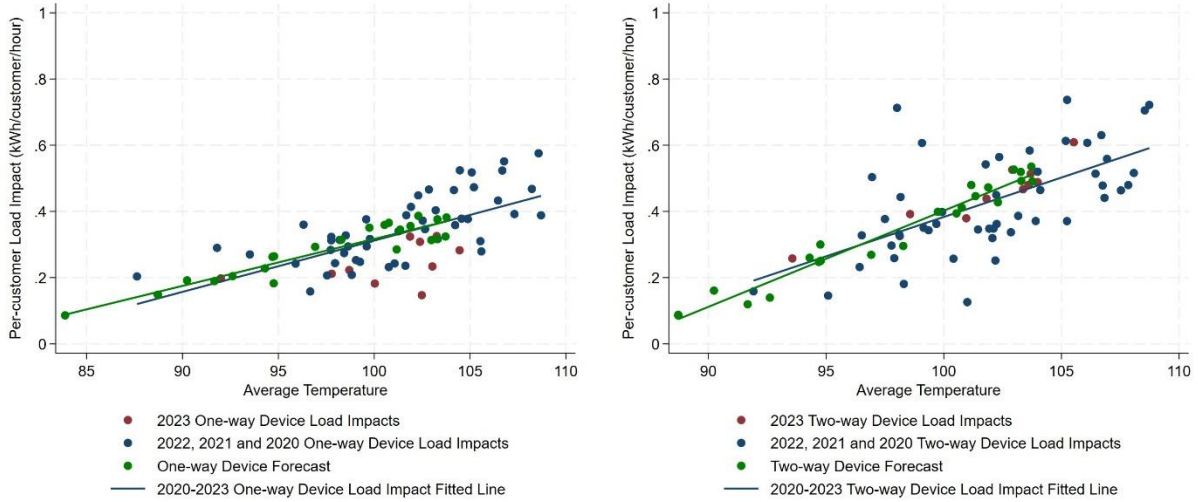 Per-customer Load Impact (kWh/customer/hour)
1
.8
.6
.4
.2
0
85 90 95 100 105 110
Average Temperature
2023 One-way Device Load Impacts
2022, 2021 and 2020 One-way Device Load Impacts
One-way Device Forecast
2020-2023 One-way Device Load Impact Fitted Line
Per-customer Load Impact (kWh/customer/hour)
1
.8
.6
.4
.2
0
90 95 100 105 110
Average Temperature
2023 Two-way Device Load Impacts
2022, 2021 and 2020 Two-way Device Load Impacts
Two-way Device Forecast
2020-2023 Two-way Device Load Impact Fitted Line